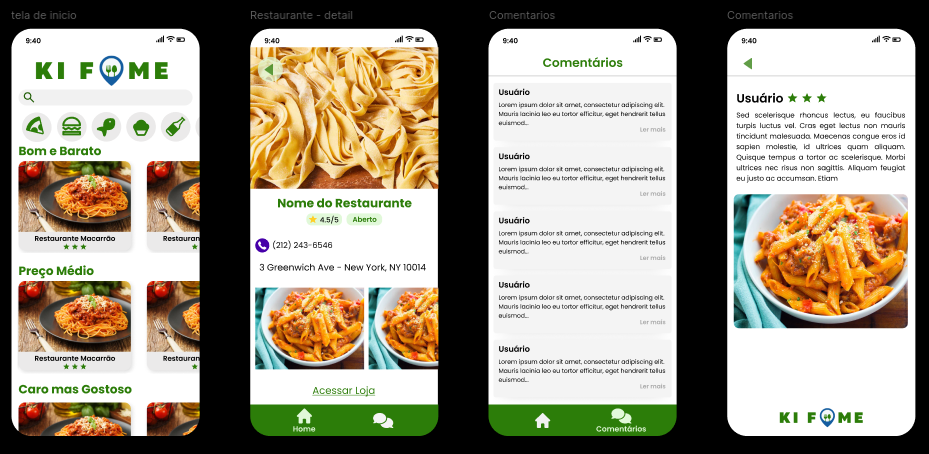 tela de inicio
9:40
KI FOME
Bom e Barato
Restaurante Macarrão
Restauran
Preço Médio
Restaurante Macarrão
Restauran
Caro mas Gostoso
Restaurante - detail
9:40
Nome do Restaurante
4.5/5
Aberto
(212) 243-6546
3 Greenwich Ave - New York, NY 10014
Acessar Loja
Home
Comentarios
9:40
Comentários
Usuário
Lorem ipsum dolor sit amet, consectetur adipiscing elit.
Mauris lacinia leo eu tortor efficitur, eget hendrerit tellus
euismod...
Ler mais
Usuário
Lorem ipsum dolor sit amet, consectetur adipiscing elit.
Mauris lacinia leo eu tortor efficitur, eget hendrerit tellus
euismod...
Ler mais
Usuário
Lorem ipsum dolor sit amet, consectetur adipiscing elit.
Mauris lacinia leo eu tortor efficitur, eget hendrerit tellus
euismod...
Ler mais
Usuário
Lorem ipsum dolor sit amet, consectetur adipiscing elit.
Mauris lacinia leo eu tortor efficitur, eget hendrerit tellus
euismod...
Ler mais
Usuário
Lorem ipsum dolor sit amet, consectetur adipiscing elit.
Mauris lacinia leo eu tortor efficitur, eget hendrerit tellus
euismod...
Ler mais
Comentários
Comentarios
9:40
Usuário
Sed scelerisque rhoncus lectus, eu faucibus
turpis luctus vel. Cras eget lectus non mauris
tincidunt malesuada. Maecenas congue eros id
sapien molestie, id ultrices quam aliquam.
Quisque tempus a tortor ac scelerisque. Morbi
ultrices nec risus non sagittis. Aliquam feugiat
eu justo ac accumsan. Etiam
KI FOME